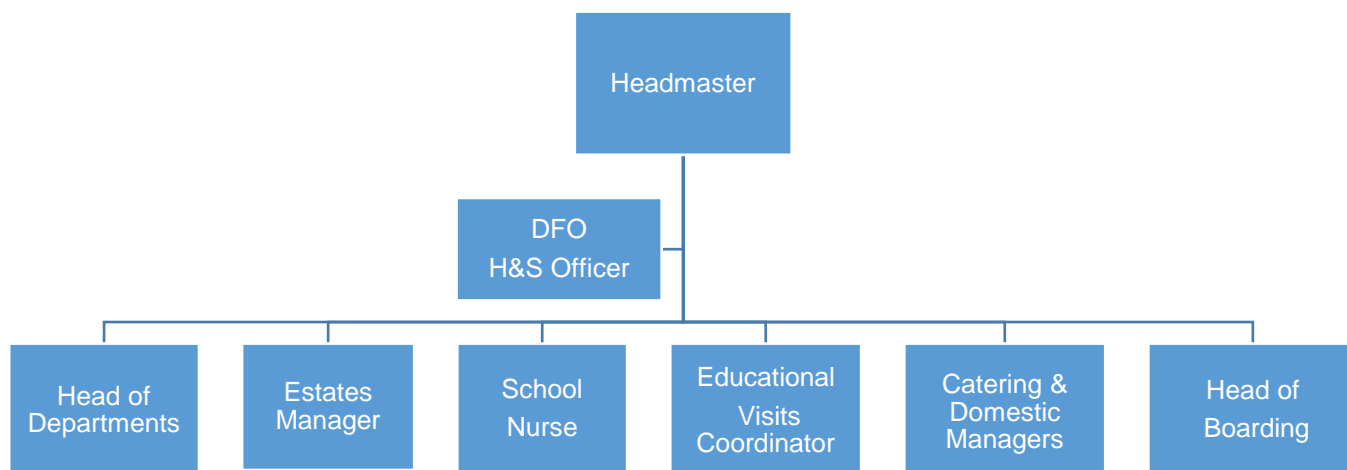 Headmaster
DFO
H&S Officer
Head of
Departments
Estates
Manager
School
Nurse
Educational
Visits
Coordinator
Catering &
Domestic
Managers
Head of
Boarding